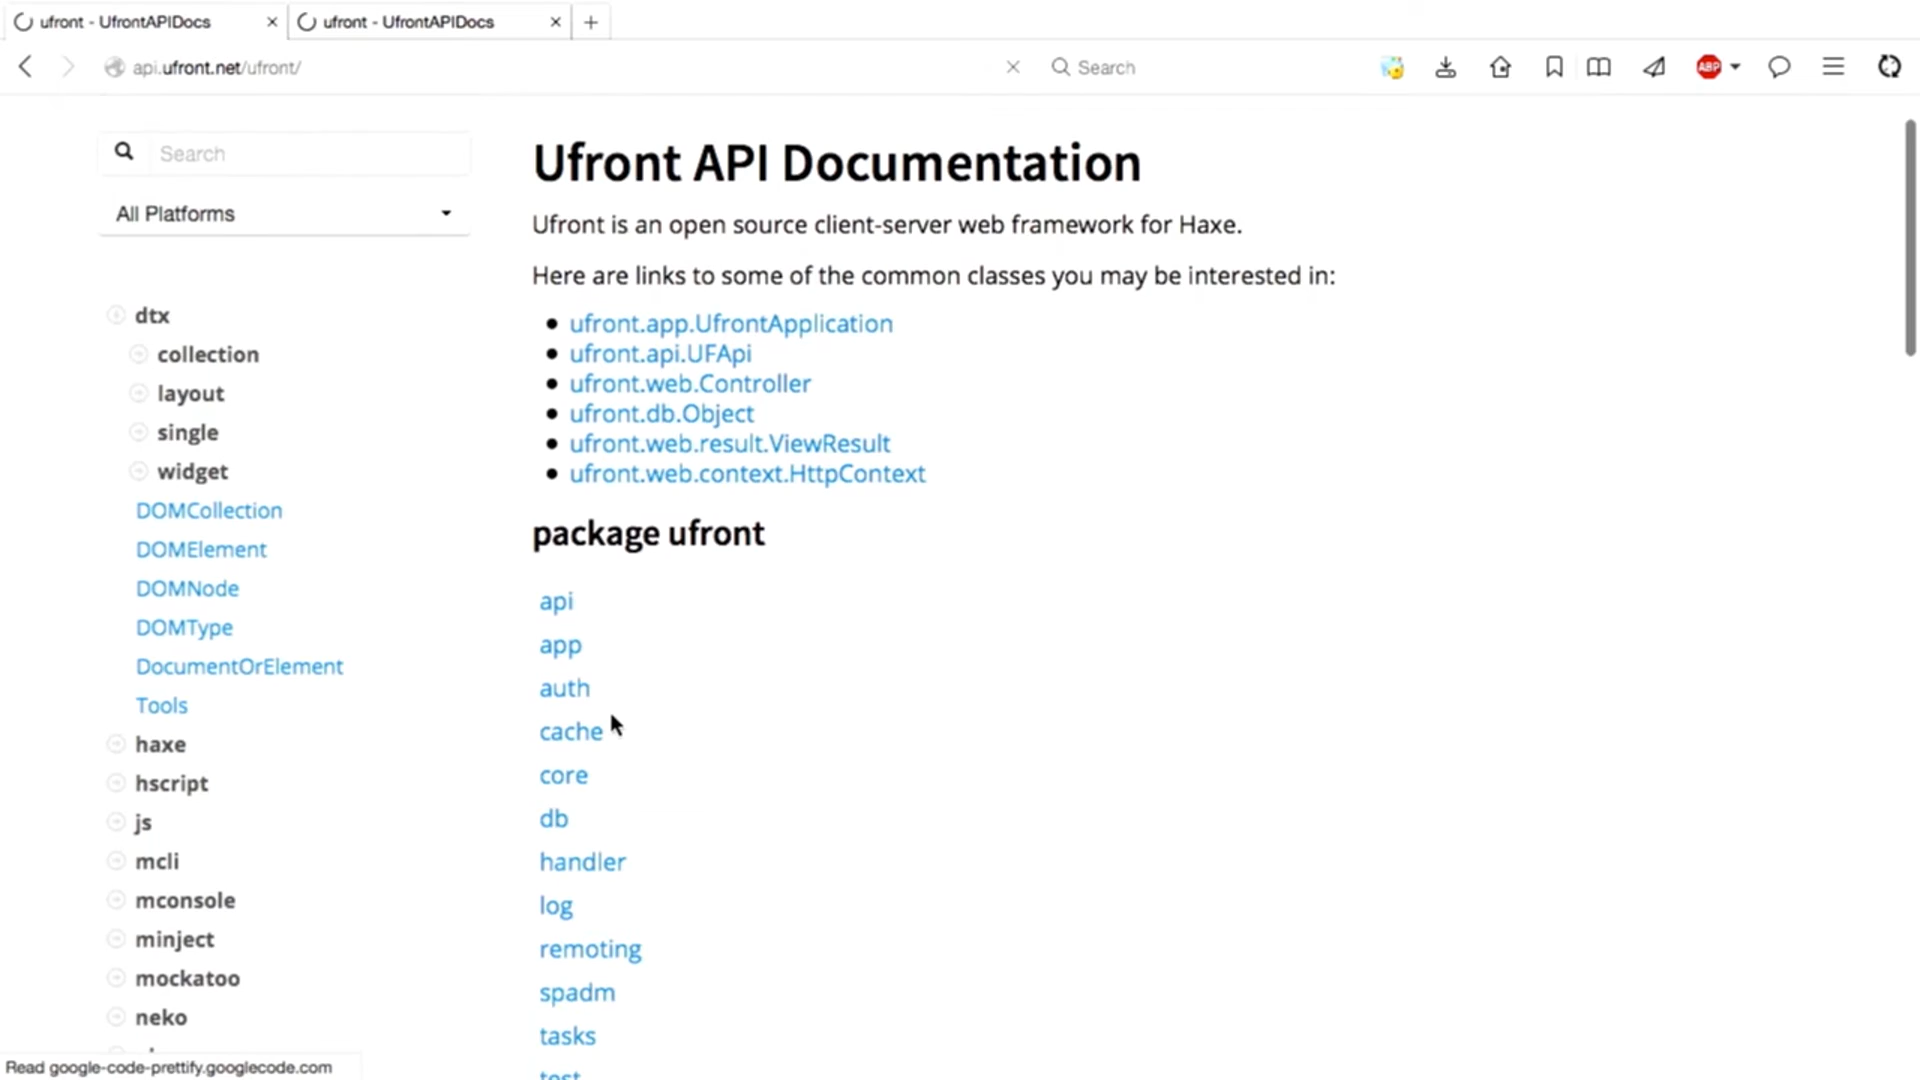 ufront - UfrontAPIDocs
ufront - UfrontAPIDocs
api.ufront.net/ufront/
Search
ABP
Search
All Platforms
dtx
collection
layout
single
widget
DOMCollection
DOMElement
DOMNode
DOMType
DocumentOrElement
Tools
haxe
hscript
js
mcli
mconsole
minject
mockatoo
neko
Ufront API Documentation
Ufront is an open source client-server web framework for Haxe.
Here are links to some of the common classes you may be interested in:
ufront.app.UfrontApplication
ufront.api.UFApi
ufront.web.Controller
ufront.db.Object
ufront.web.result.ViewResult
ufront.web.context.HttpContext
package ufront
api
app
auth
cache
core
db
handler
log
remoting
spadm
tasks
test
Read google-code-prettify.googlecode.com